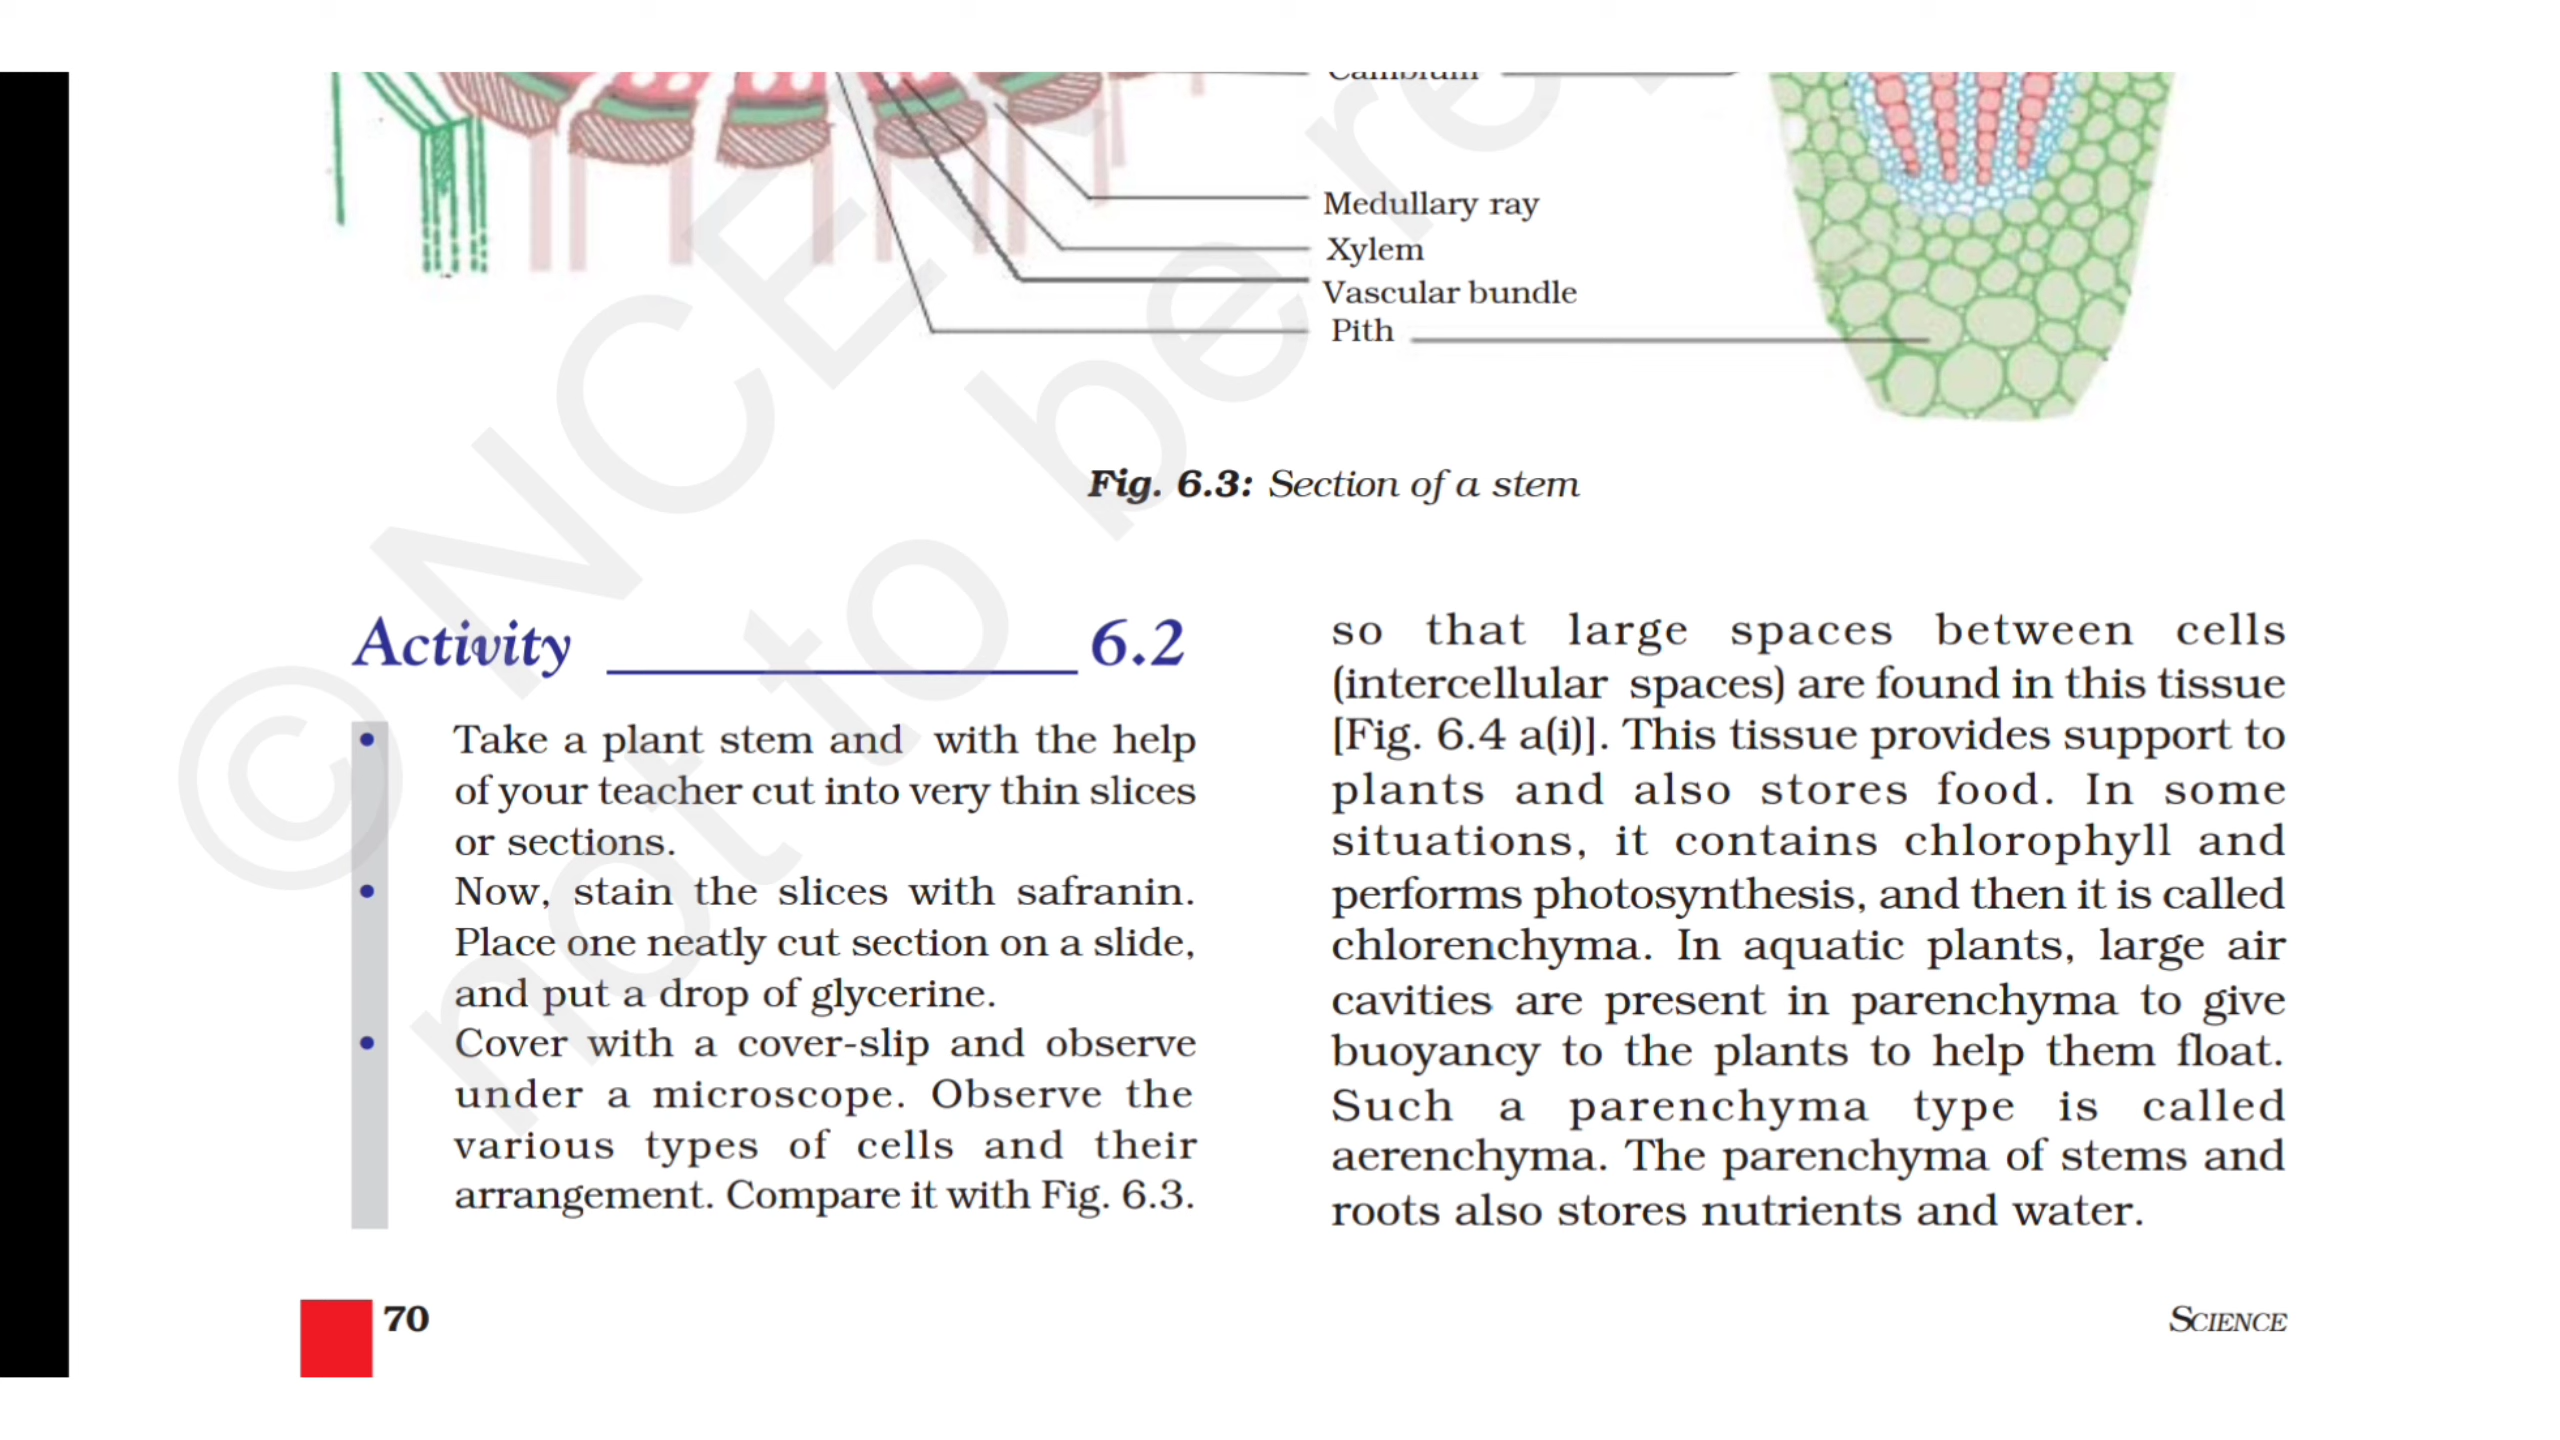 Cambium
Medullary ray
Xylem
Vascular bundle
Pith
Fig. 6.3: Section of a stem
Activity 6.2
• Take a plant stem and with the help
of your teacher cut into very thin slices
or sections.
• Now, stain the slices with safranin.
Place one neatly cut section on a slide,
and put a drop of glycerine.
• Cover with a cover-slip and observe
under a microscope. Observe the
various types of cells and their
arrangement. Compare it with Fig. 6.3.
so that large spaces between cells
(intercellular spaces) are found in this tissue
[Fig. 6.4 a(i)]. This tissue provides support to
plants and also stores food. In some
situations, it contains chlorophyll and
performs photosynthesis, and then it is called
chlorenchyma. In aquatic plants, large air
cavities are present in parenchyma to give
buoyancy to the plants to help them float.
Such a parenchyma type is called
aerenchyma. The parenchyma of stems and
roots also stores nutrients and water.
70
SCIENCE
© NCE
not to be re